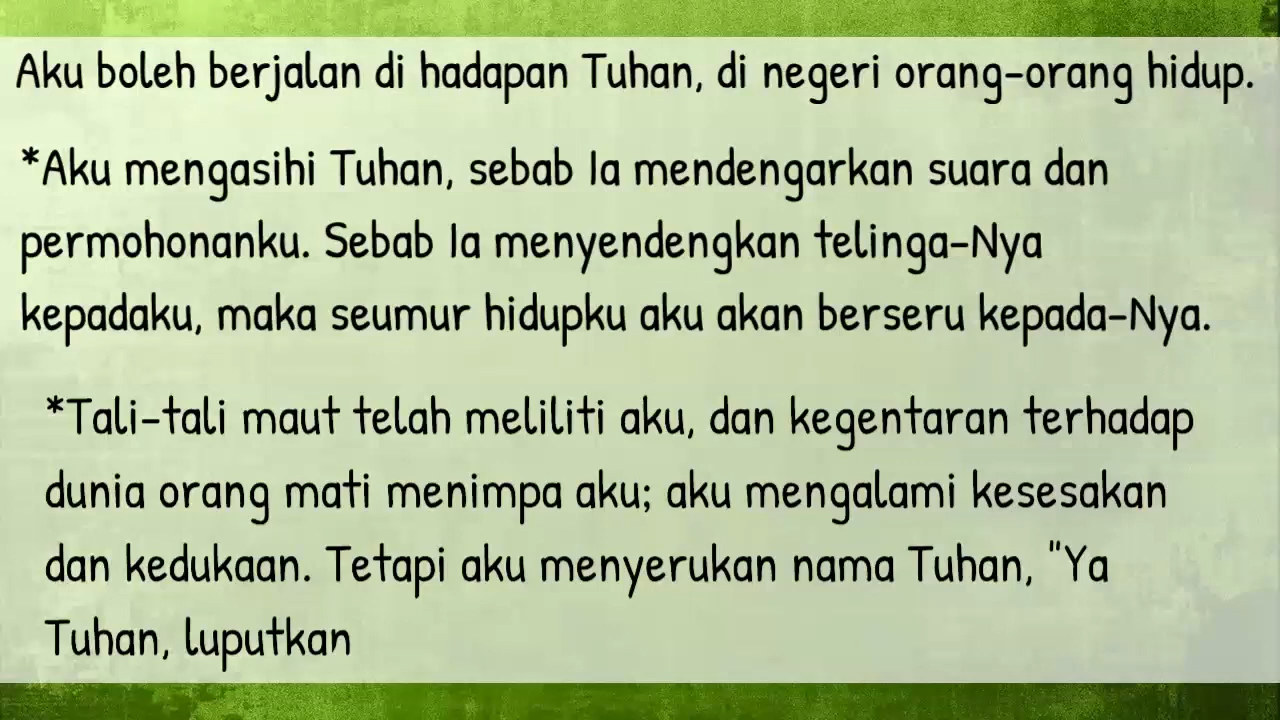 Aku boleh berjalan di hadapan Tuhan, di negeri orang-orang hidup.
*Aku mengasihi Tuhan, sebab Ia mendengarkan suara dan
permohonanku. Sebab Ia menyendengkan telinga-Nya
kepadaku, maka seumur hidupku aku akan berseru kepada-Nya.
*Tali-tali maut telah meliliti aku, dan kegentaran terhadap
dunia orang mati menimpa aku; aku mengalami kesesakan
dan kedukaan. Tetapi aku menyerukan nama Tuhan, "Ya
Tuhan, luputkan